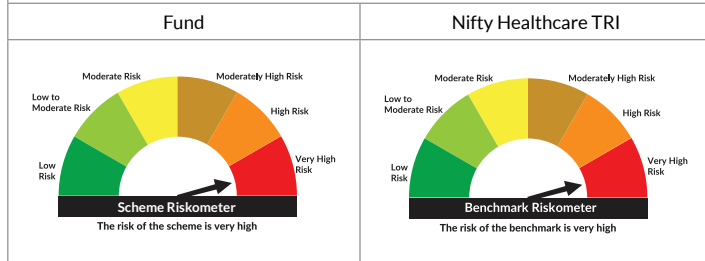 Fund
Nifty Healthcare TRI
Moderate Risk
Moderately High Risk
Low to
Moderate Risk
High Risk
Low
Risk
Very High
Risk
Scheme Riskometer
The risk of the scheme is very high
Moderate Risk
Moderately High Risk
Low to
Moderate Risk
High Risk
Low
Risk
Very High
Risk
Benchmark Riskometer
The risk of the benchmark is very high